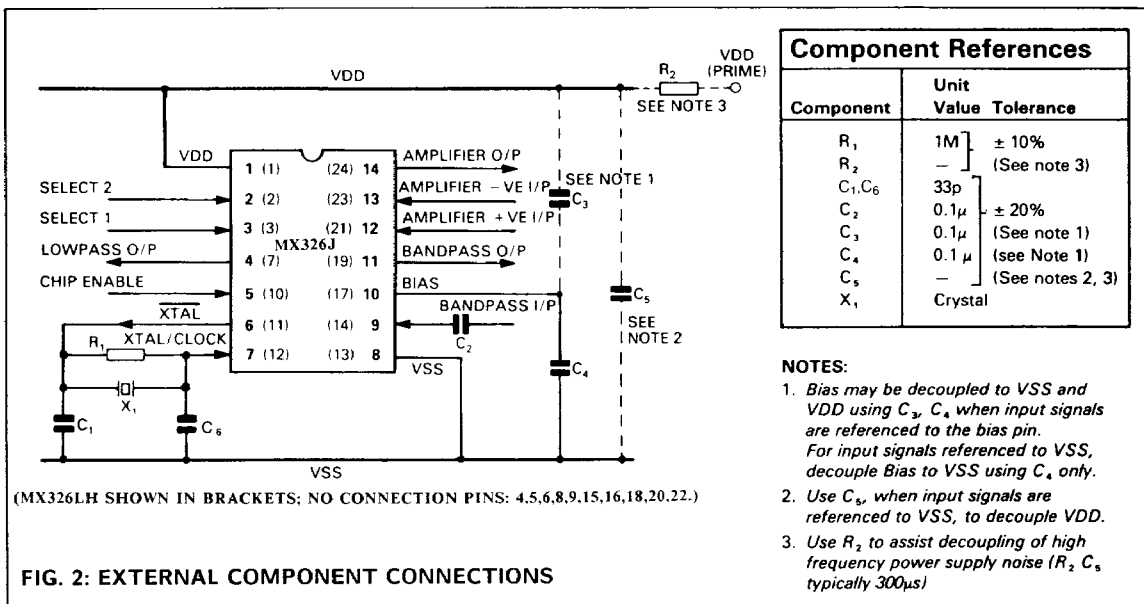 VDD
(PRIME)
VDD
R₂
SEE NOTE 3
VDD
1 (1)
(24) 14
AMPLIFIER O/P
SELECT 2
2 (2)
(23) 13
AMPLIFIER −VE I/P
SEE NOTE 1
C₃
SELECT 1
3 (3)
(21) 12
AMPLIFIER +VE I/P
MX326J
LOWPASS O/P
4 (7)
(19) 11
BANDPASS O/P
CHIP ENABLE
5 (10)
(17) 10
BIAS
C₅
SEE
NOTE 2
XTAL
6 (11)
(14) 9
BANDPASS I/P
C₂
R₁
XTAL/CLOCK
7 (12)
(13) 8
VSS
C₄
X₁
C₁
C₆
VSS
(MX326LH SHOWN IN BRACKETS; NO CONNECTION PINS: 4,5,6,8,9,15,16,18,20,22.)
FIG. 2: EXTERNAL COMPONENT CONNECTIONS
Component References
Unit
Component Value Tolerance
R₁ 1M ± 10%
R₂ — (See note 3)
C₁,C₆ 33p
C₂ 0.1µ ± 20%
C₃ 0.1µ (See note 1)
C₄ 0.1 µ (see Note 1)
C₅ — (See notes 2, 3)
X₁ Crystal
NOTES:
1. Bias may be decoupled to VSS and
VDD using C₃, C₄ when input signals
are referenced to the bias pin.
For input signals referenced to VSS,
decouple Bias to VSS using C₄ only.
2. Use C₅, when input signals are
referenced to VSS, to decouple VDD.
3. Use R₂ to assist decoupling of high
frequency power supply noise (R₂ C₅
typically 300µs)